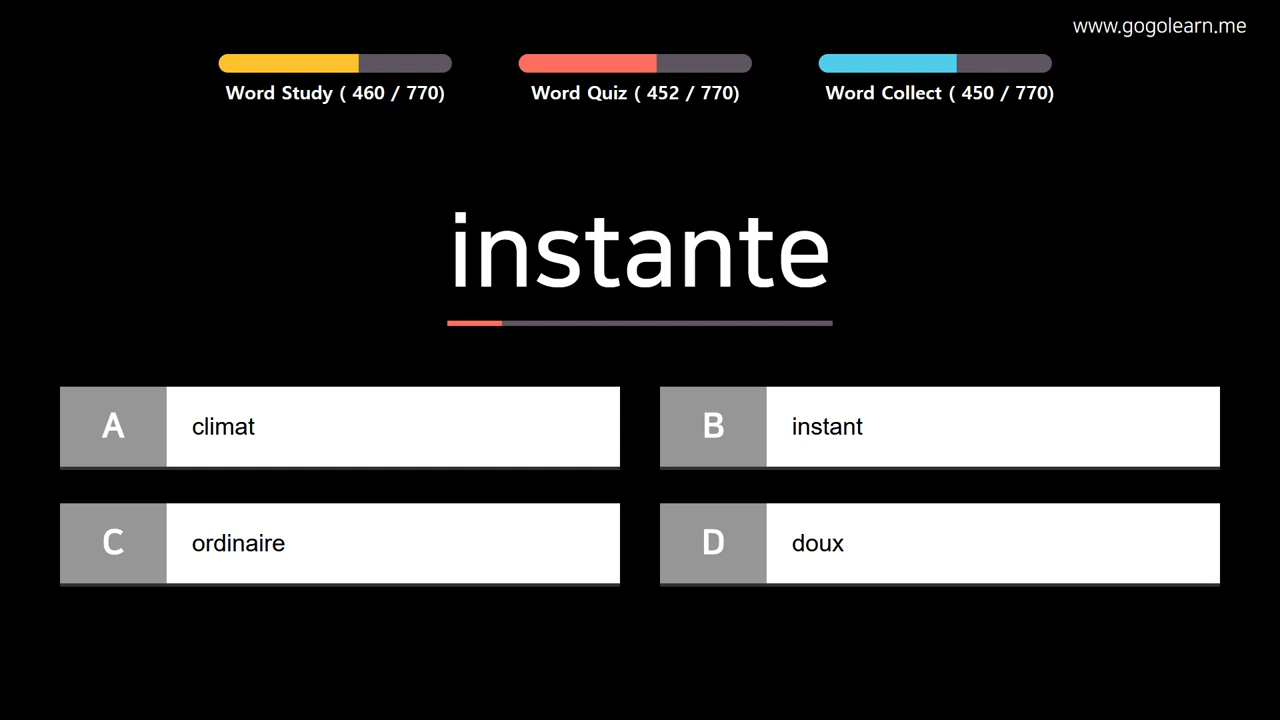 www.gogolearn.me
Word Study ( 460 / 770)
Word Quiz ( 452 / 770)
Word Collect ( 450 / 770)
instante
A climat
B instant
C ordinaire
D doux